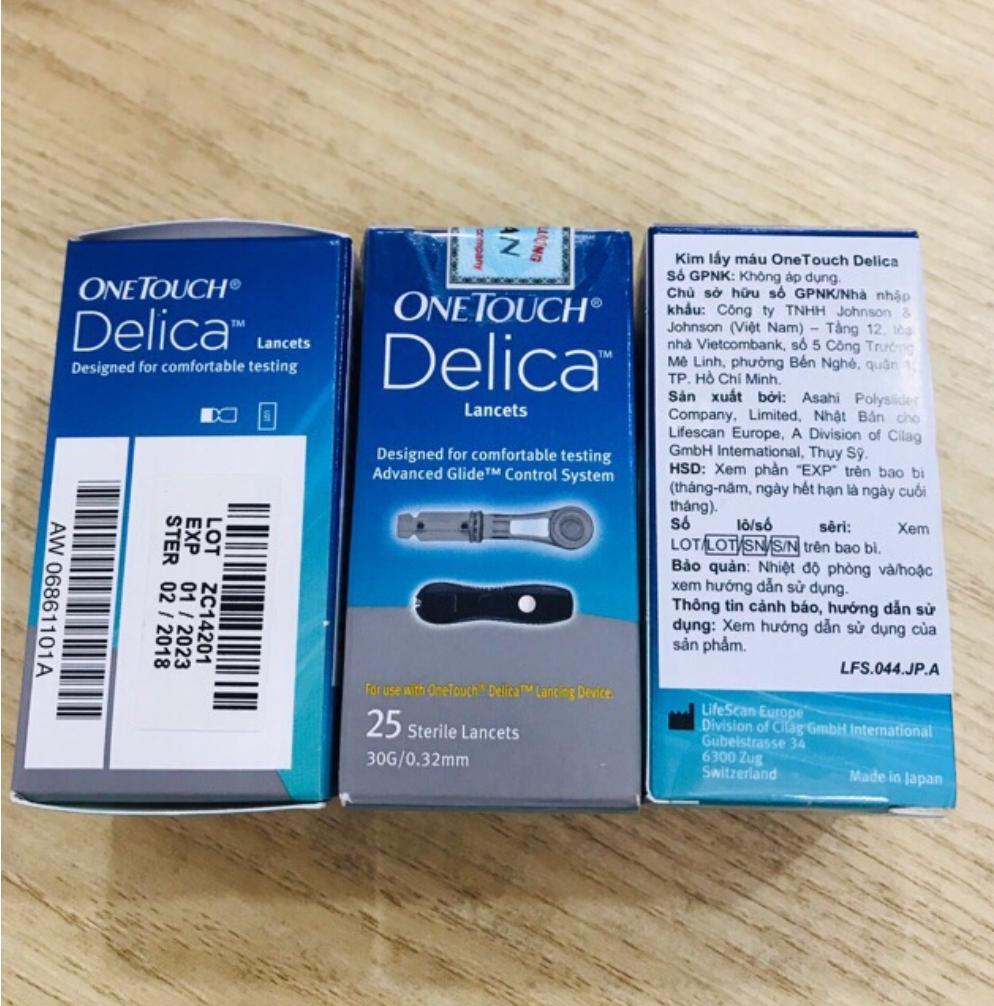 ONETOUCH®
Delica™ Lancets
Designed for comfortable testing
LOT
AW 06861101A
LOT ZC14201
EXP 01 / 2023
STER 02 / 2018
LƯỢNG
AN
company
ONETOUCH®
Delica™
Lancets
Designed for comfortable testing
Advanced Glide™ Control System
For use with OneTouch® Delica™ Lancing Device.
25 Sterile Lancets
30G/0.32mm
Kim lấy máu OneTouch Delica
Số GPNK: Không áp dụng.
Chủ sở hữu số GPNK/Nhà nhập
khẩu: Công ty TNHH Johnson &
Johnson (Việt Nam) – Tầng 12, tòa
nhà Vietcombank, số 5 Công Trường
Mê Linh, phường Bến Nghé, quận 1,
TP. Hồ Chí Minh.
Sản xuất bởi: Asahi Polyslider
Company, Limited, Nhật Bản cho
Lifescan Europe, A Division of Cilag
GmbH International, Thụy Sỹ.
HSD: Xem phần "EXP" trên bao bì
(tháng-năm, ngày hết hạn là ngày cuối
tháng).
Số lô/số sêri: Xem
LOT/LOT/SN/S/N trên bao bì.
Bảo quản: Nhiệt độ phòng và/hoặc
xem hướng dẫn sử dụng.
Thông tin cảnh báo, hướng dẫn sử
dụng: Xem hướng dẫn sử dụng của
sản phẩm.
LFS.044.JP.A
LifeScan Europe
Division of Cilag GmbH International
Gubelstrasse 34
6300 Zug
Switzerland
Made in Japan